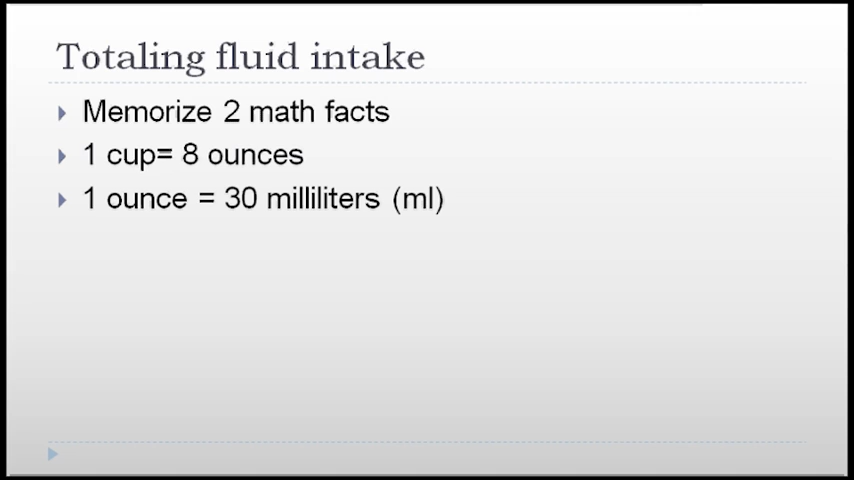 Totaling fluid intake
Memorize 2 math facts
1 cup= 8 ounces
1 ounce = 30 milliliters (ml)